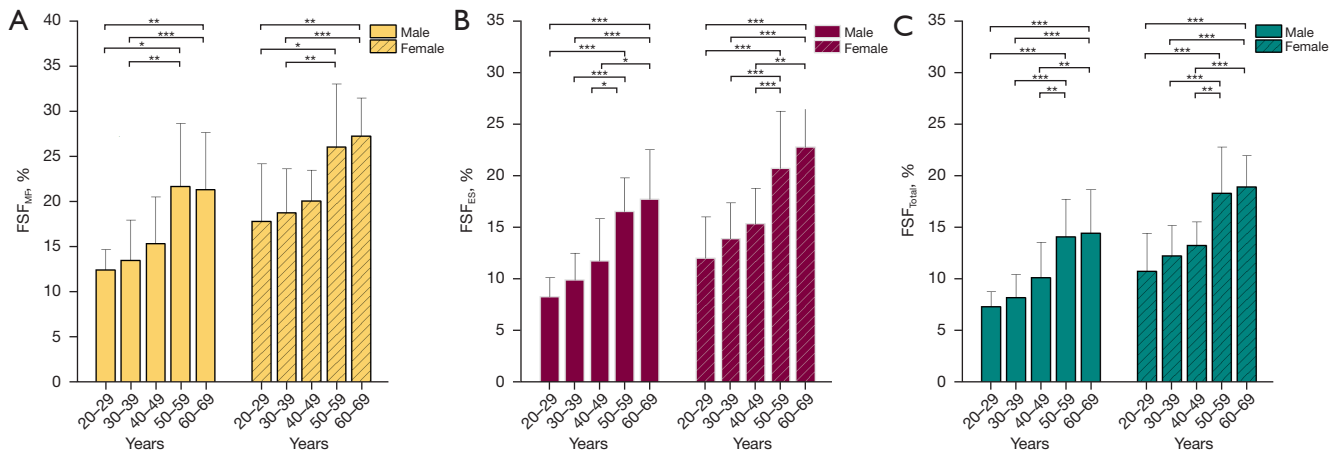 A
40
35
30
25
20
15
10
5
0
FSF_MF, %
** ** 
*** ***
* *
** **
Male
Female
20–29 30–39 40–49 50–59 60–69 20–29 30–39 40–49 50–59 60–69
Years Years
B
35
30
25
20
15
10
5
0
FSF_ES, %
*** ***
*** ***
*** ***
* **
*** ***
* ***
Male
Female
20–29 30–39 40–49 50–59 60–69 20–29 30–39 40–49 50–59 60–69
Years Years
C
35
30
25
20
15
10
5
0
FSF_Total, %
*** ***
*** ***
*** ***
** ***
*** ***
** **
Male
Female
20–29 30–39 40–49 50–59 60–69 20–29 30–39 40–49 50–59 60–69
Years Years